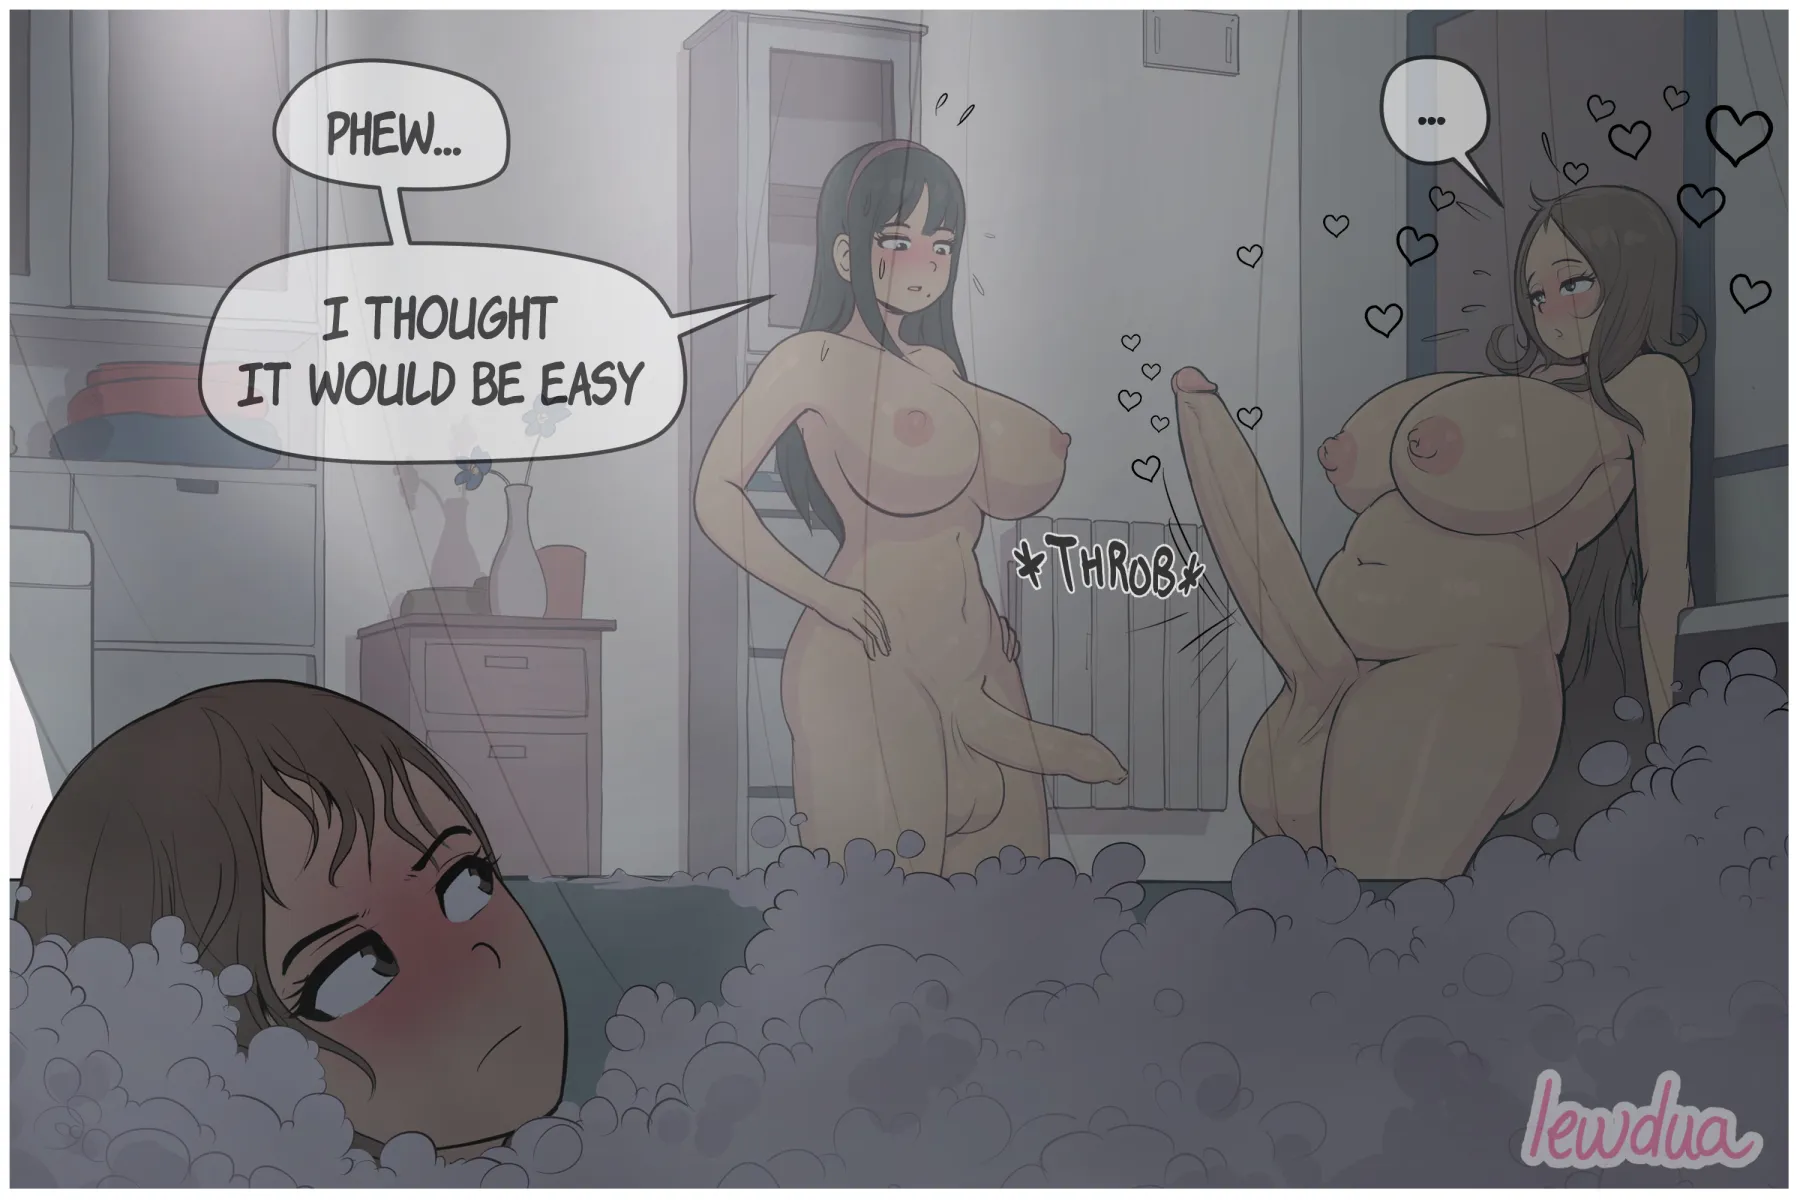 PHEW...
I THOUGHT
IT WOULD BE EASY
...
*THROB*
lewdua